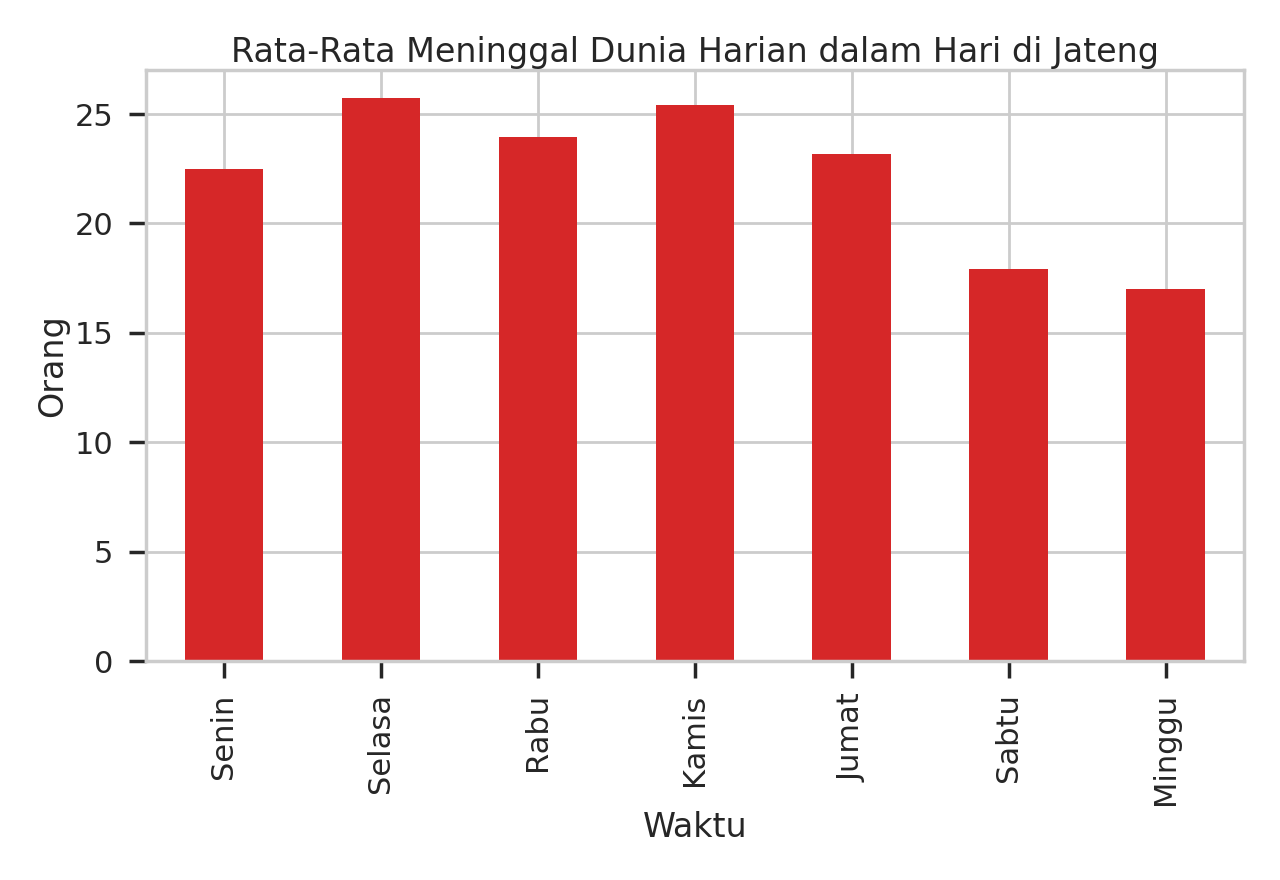 Rata-Rata Meninggal Dunia Harian dalam Hari di Jateng
25
20
15
10
5
0
Orang
Senin
Selasa
Rabu
Kamis
Jumat
Sabtu
Minggu
Waktu